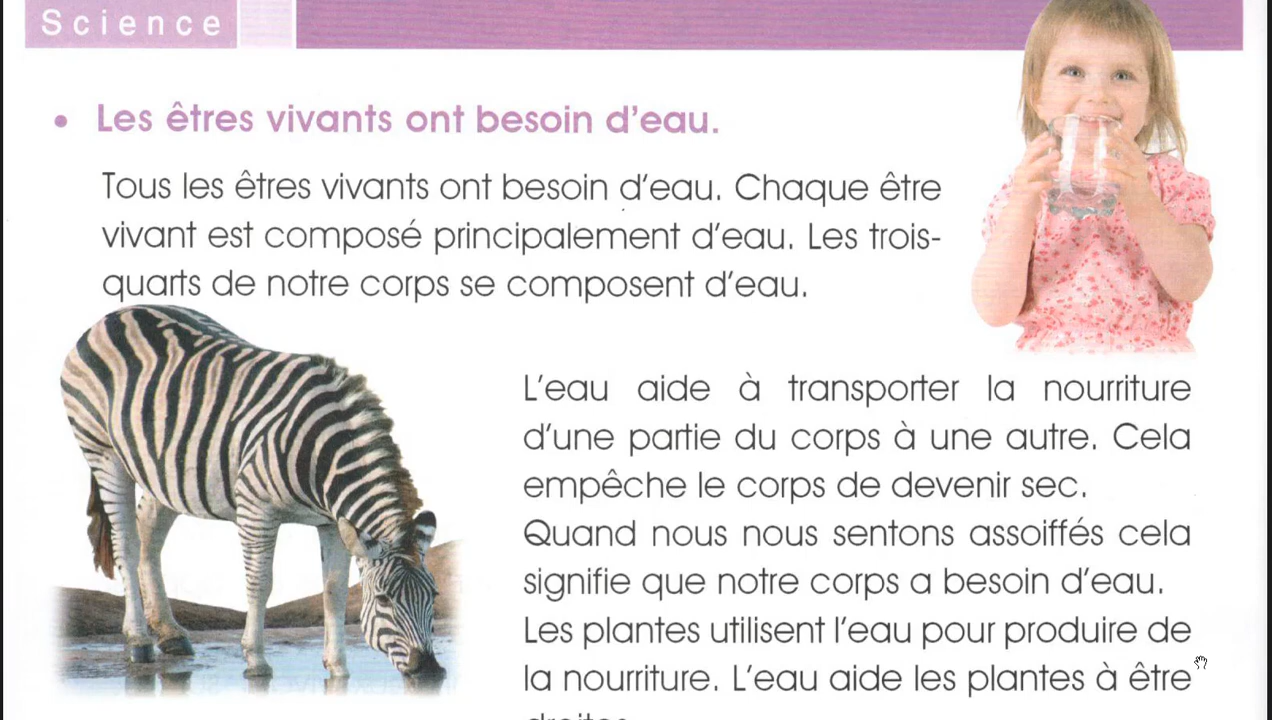 Science
• Les êtres vivants ont besoin d'eau.
Tous les êtres vivants ont besoin d'eau. Chaque être
vivant est composé principalement d'eau. Les trois-
quarts de notre corps se composent d'eau.
L'eau aide à transporter la nourriture
d'une partie du corps à une autre. Cela
empêche le corps de devenir sec.
Quand nous nous sentons assoiffés cela
signifie que notre corps a besoin d'eau.
Les plantes utilisent l'eau pour produire de
la nourriture. L'eau aide les plantes à être